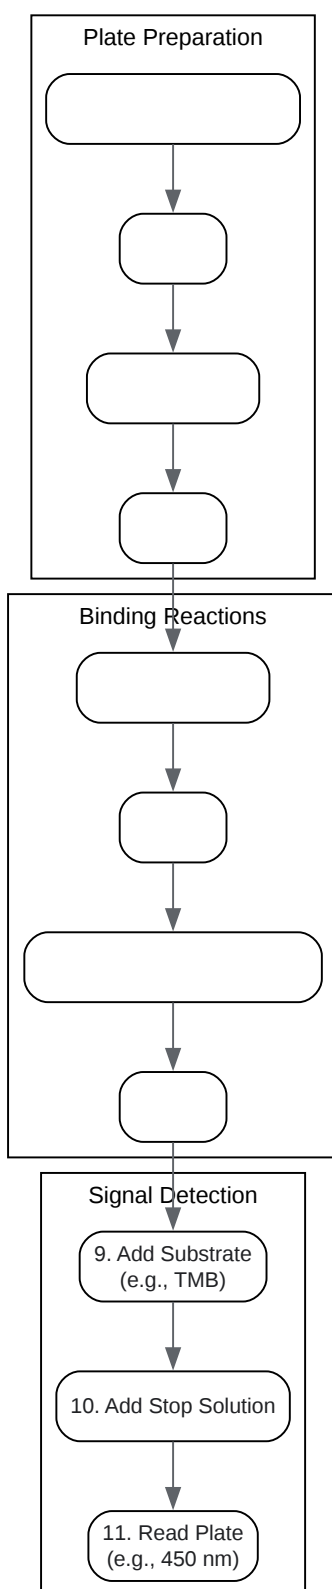 Plate Preparation
Binding Reactions
Signal Detection
9. Add Substrate
(e.g., TMB)
10. Add Stop Solution
11. Read Plate
(e.g., 450 nm)